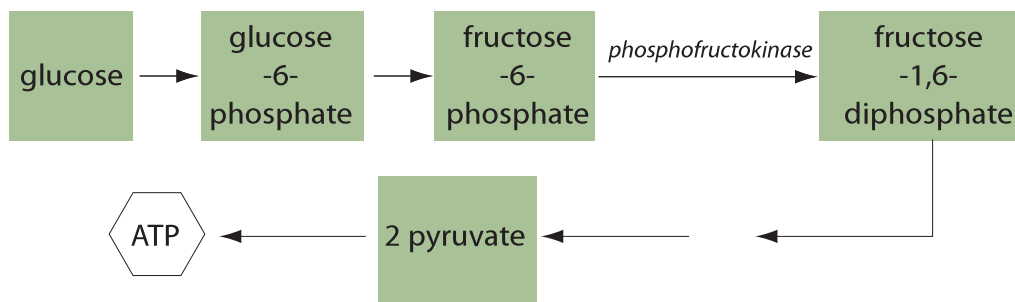 glucose
glucose
-6-
phosphate
fructose
-6-
phosphate
phosphofructokinase
fructose
-1,6-
diphosphate
ATP
2 pyruvate